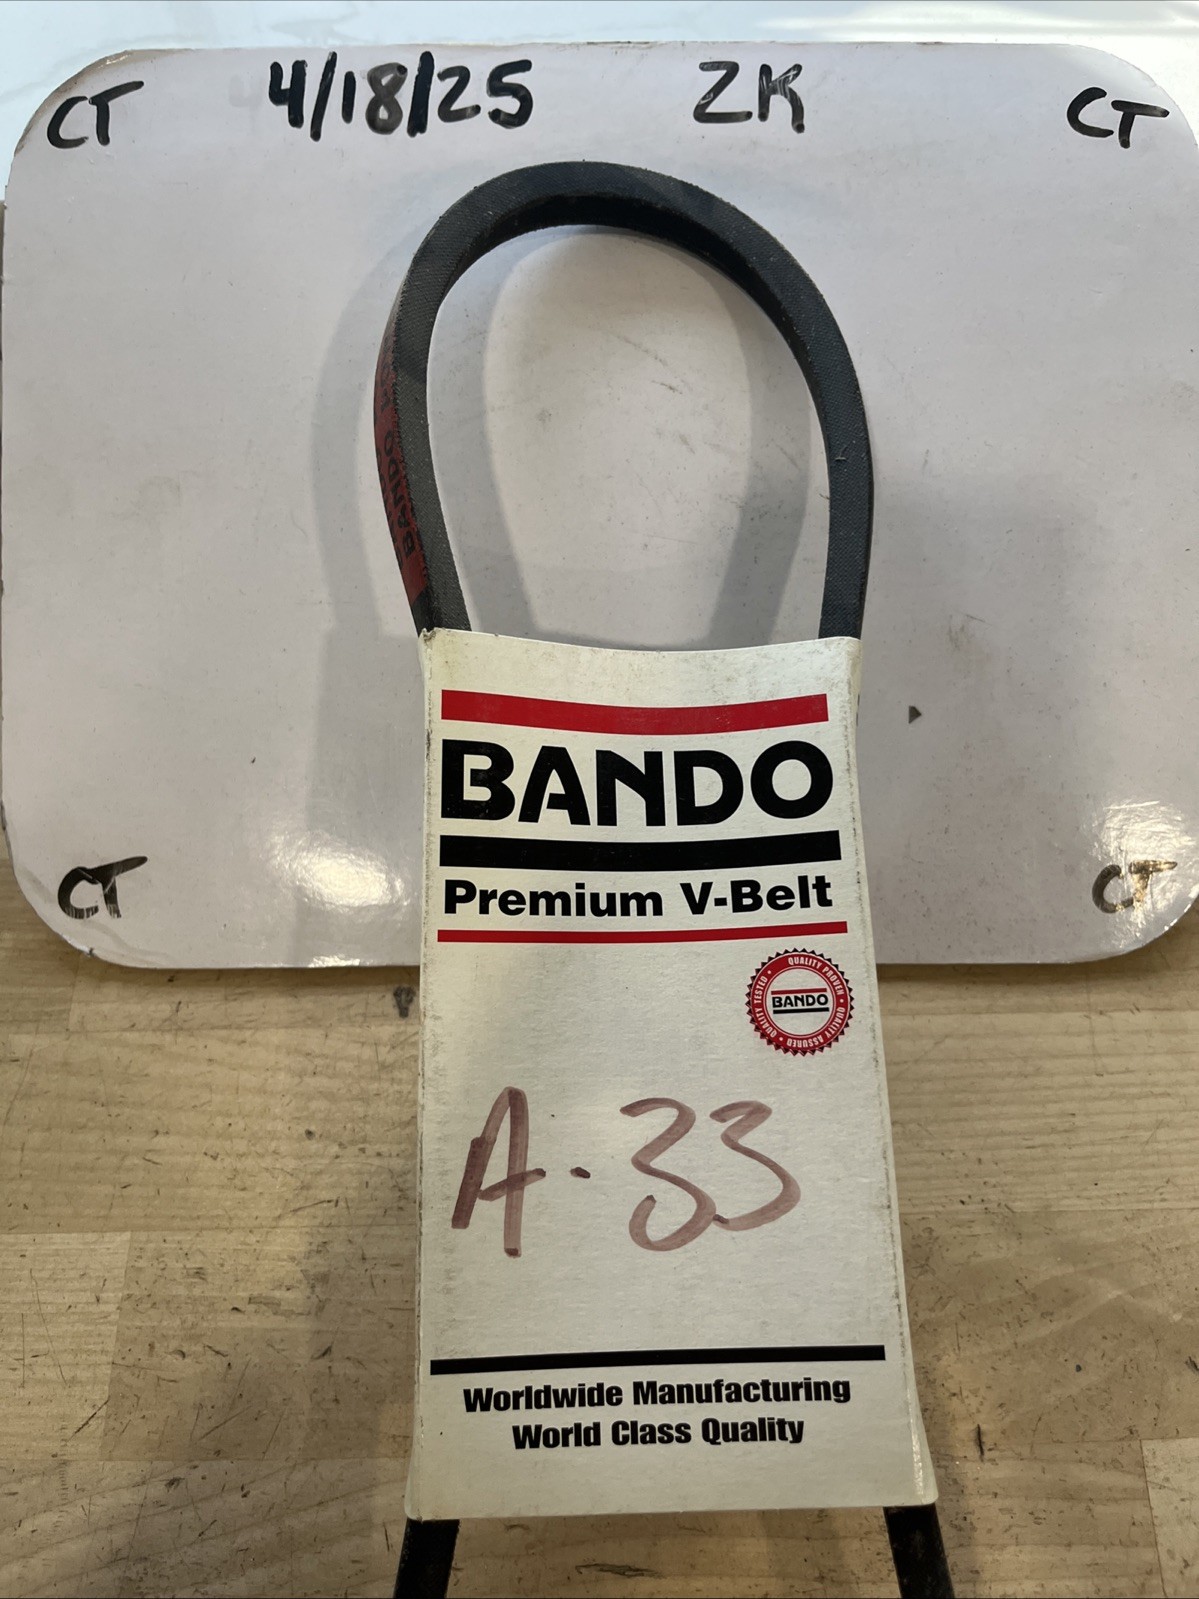 CT 4/18/25 ZK CT
BANDO
BANDO
Premium V-Belt
QUALITY TESTED • QUALITY PROVEN • QUALITY ASSURED •
BANDO
A-33
Worldwide Manufacturing
World Class Quality
CT CT